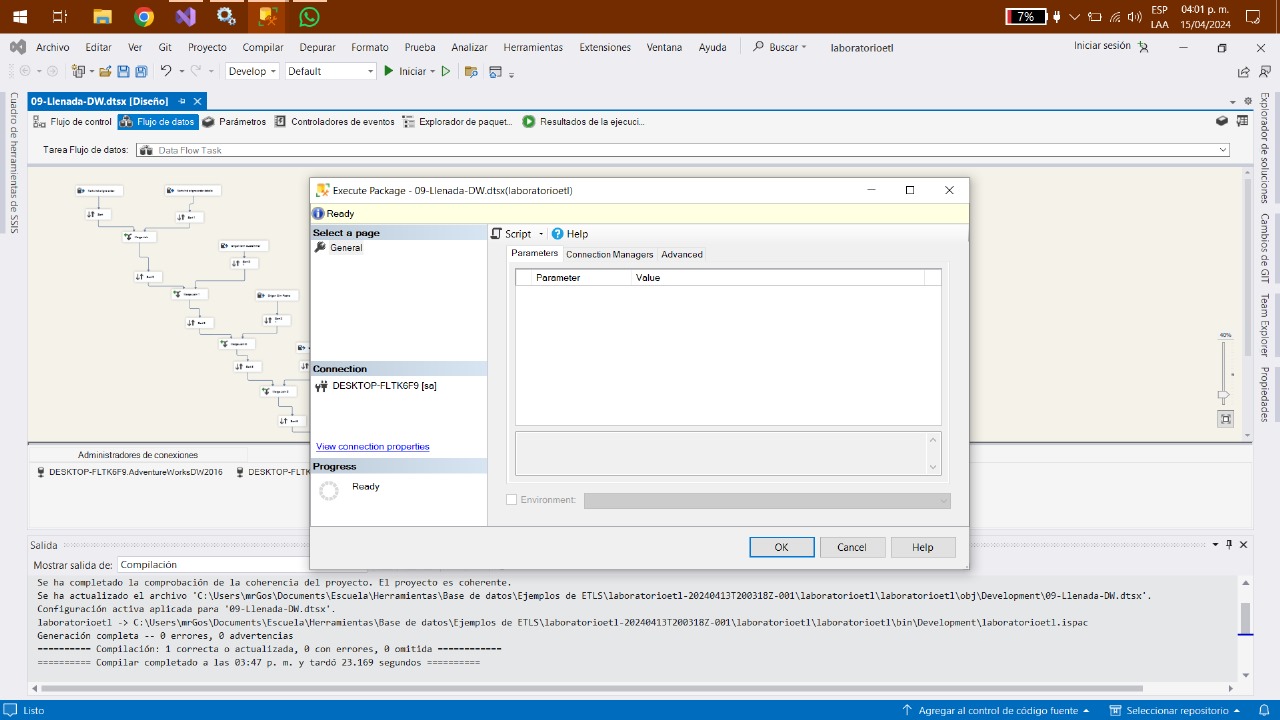 7%
ESP
LAA
04:01 p. m.
15/04/2024
Archivo Editar Ver Git Proyecto Compilar Depurar Formato Prueba Analizar Herramientas Extensiones Ventana Ayuda Buscar laboratorioetl Iniciar sesión
Develop Default Iniciar
09-Llenada-DW.dtsx [Diseño]
Flujo de control Flujo de datos Parámetros Controladores de eventos Explorador de paquet... Resultados de la ejecuci...
Tarea Flujo de datos: Data Flow Task
Cuadro de herramientas de SSIS
Explorador de soluciones
Cambios de GIT
Team Explorer
Propiedades
40%
Execute Package - 09-Llenada-DW.dtsx(laboratorioetl)
Ready
Select a page
General
Script Help
Parameters Connection Managers Advanced
Parameter Value
Connection
DESKTOP-FLTK6F9 [sa]
View connection properties
Progress
Ready
Environment:
OK Cancel Help
Administradores de conexiones
DESKTOP-FLTK6F9.AdventureWorksDW2016 DESKTOP-FLTK
Salida
Mostrar salida de: Compilación
Se ha completado la comprobación de la coherencia del proyecto. El proyecto es coherente.
Se ha actualizado el archivo 'C:\Users\mrGos\Documents\Escuela\Herramientas\Base de datos\Ejemplos de ETLS\laboratorioetl-20240413T200318Z-001\laboratorioetl\laboratorioetl\obj\Development\09-Llenada-DW.dtsx'.
Configuración activa aplicada para '09-Llenada-DW.dtsx'.
laboratorioetl -> C:\Users\mrGos\Documents\Escuela\Herramientas\Base de datos\Ejemplos de ETLS\laboratorioetl-20240413T200318Z-001\laboratorioetl\laboratorioetl\bin\Development\laboratorioetl.ispac
Generación completa -- 0 errores, 0 advertencias
---------- Compilación: 1 correcta o actualizada, 0 con errores, 0 omitida ------------
========== Compilar completado a las 03:47 p. m. y tardó 23.169 segundos ==========
Listo
Agregar al control de código fuente Seleccionar repositorio